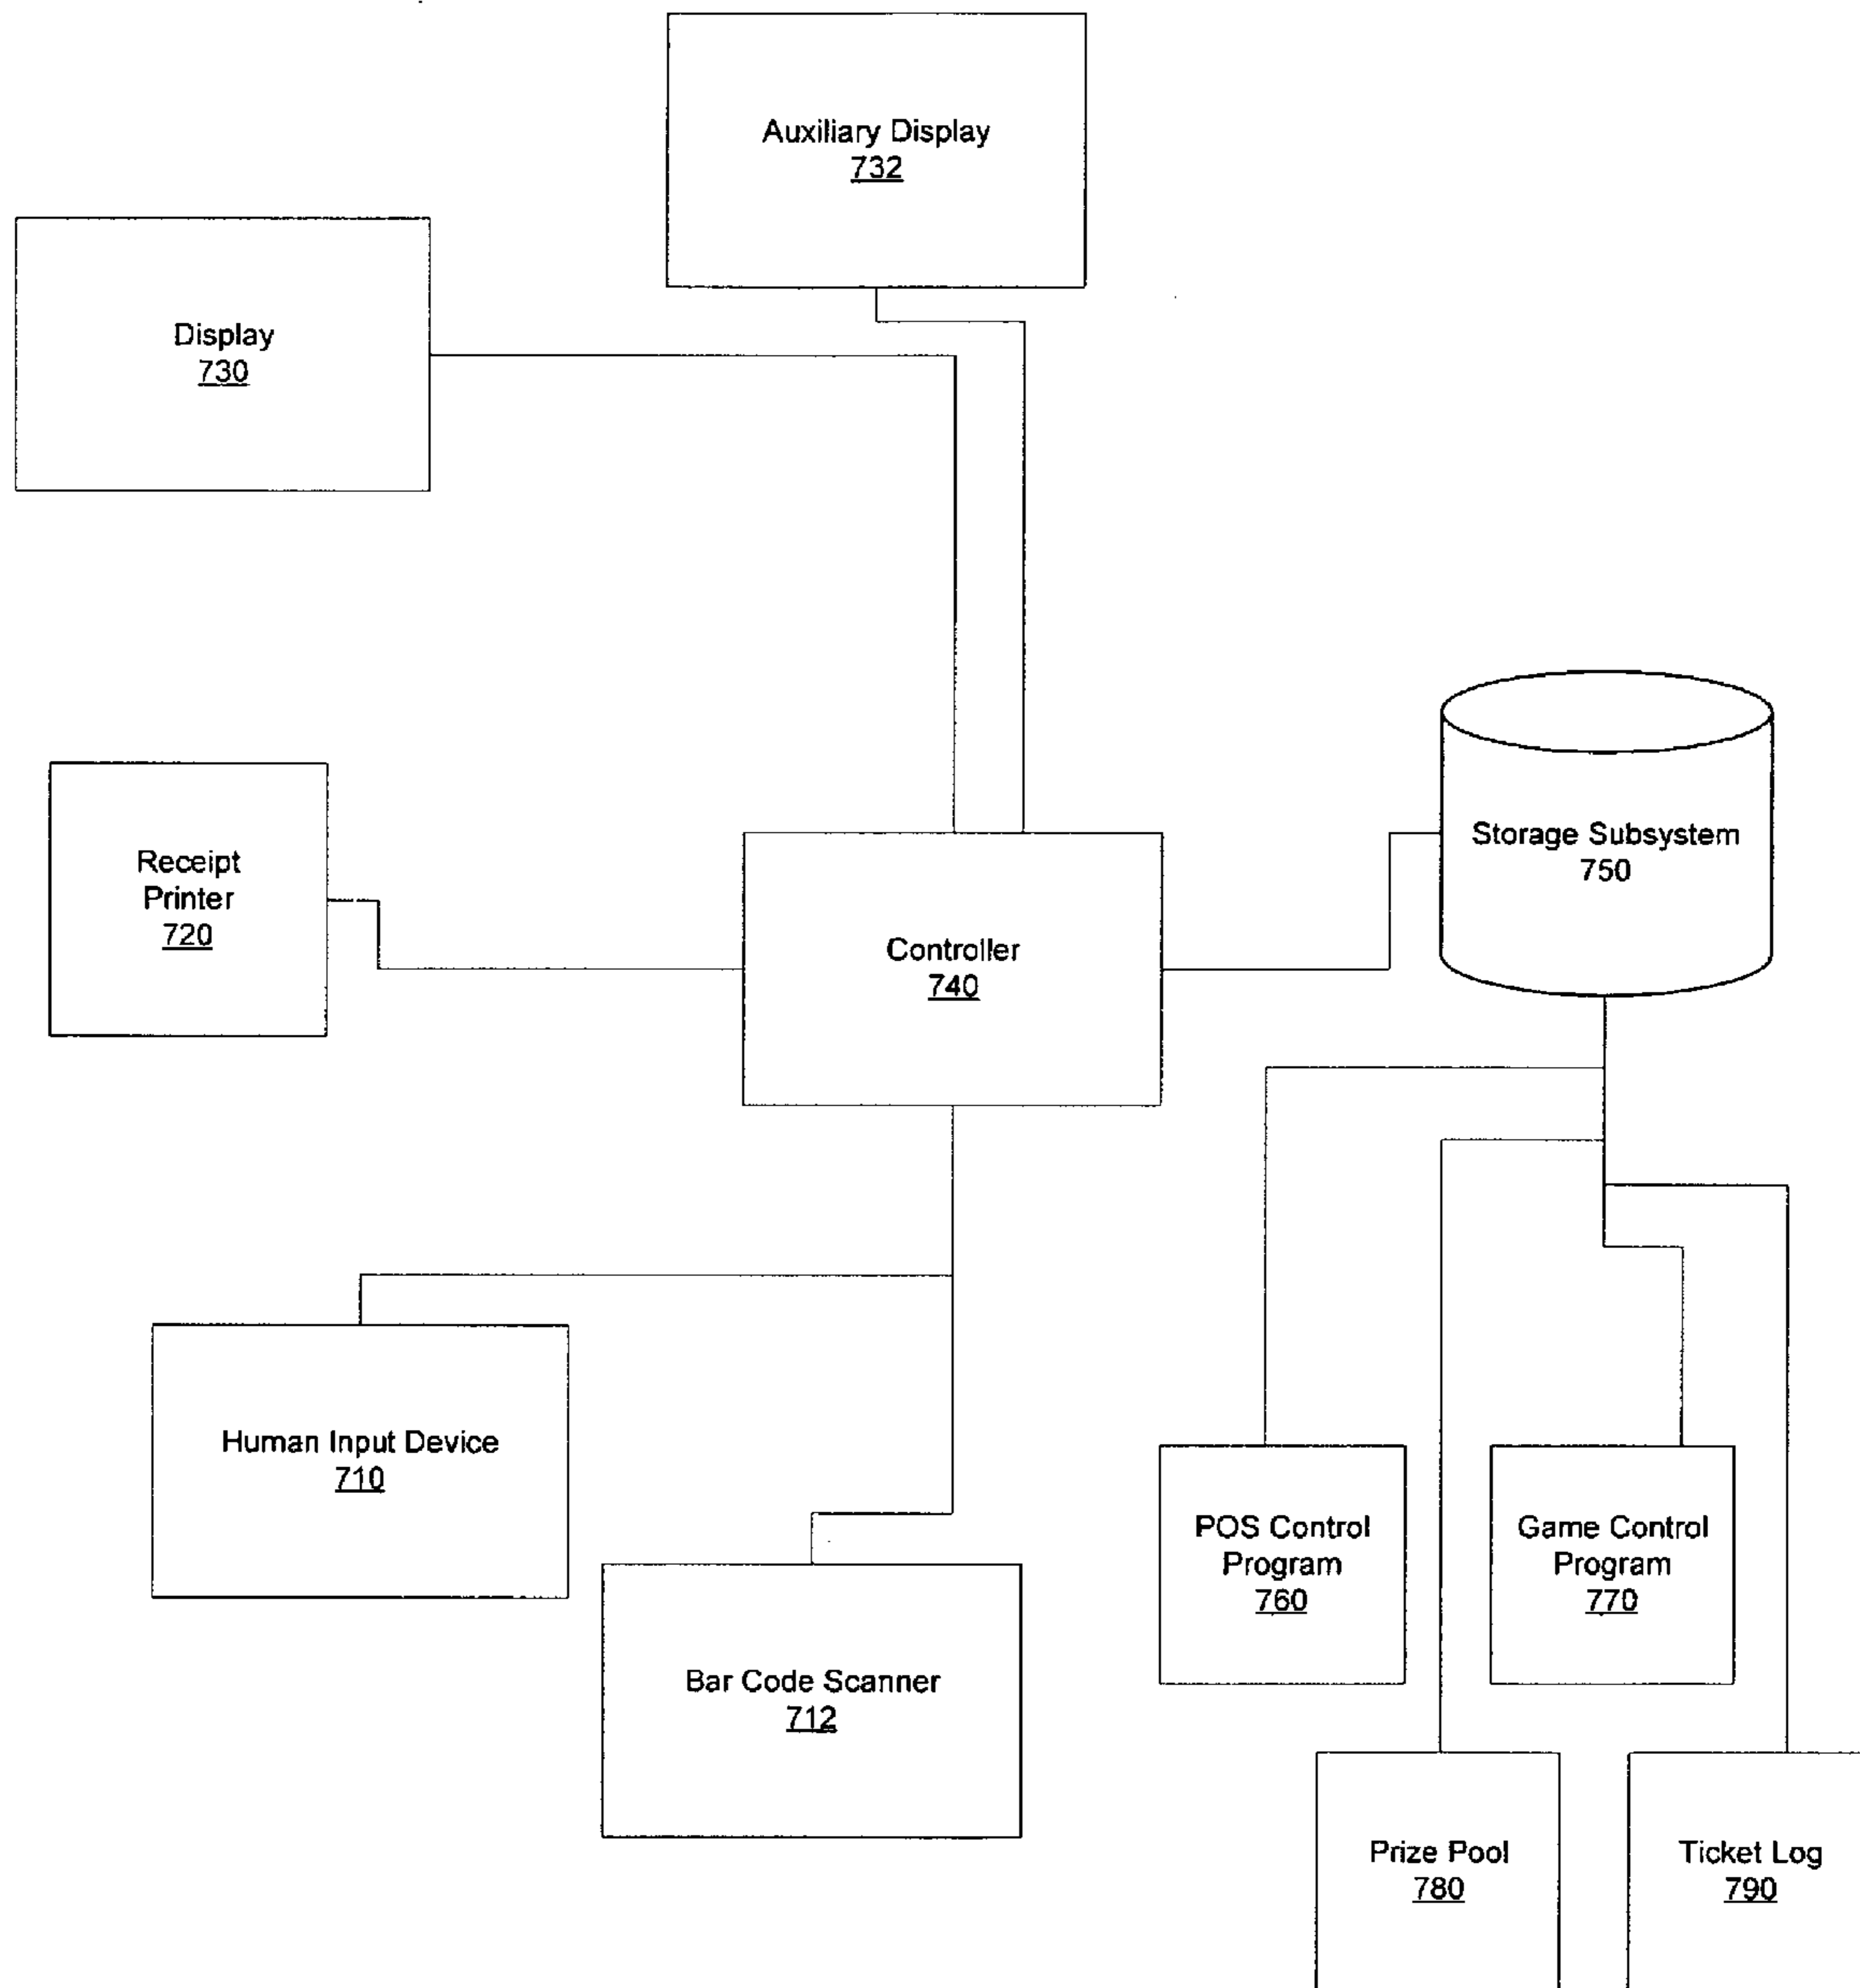 Auxiliary Display
732
Display
730
Storage Subsystem
750
Receipt
Printer
720
Controller
740
Human Input Device
710
POS Control
Program
760
Game Control
Program
770
Bar Code Scanner
712
Prize Pool
780
Ticket Log
790